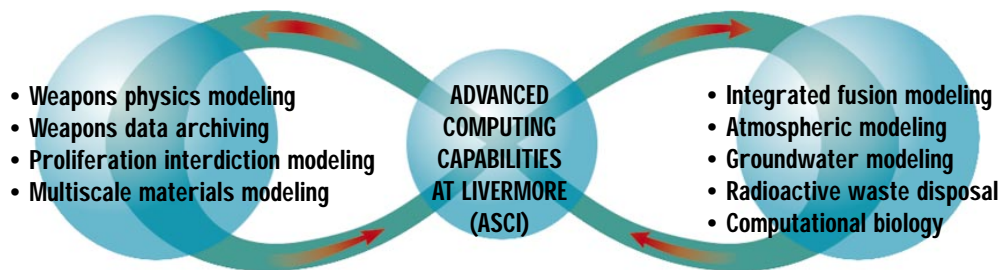 • Weapons physics modeling
• Weapons data archiving
• Proliferation interdiction modeling
• Multiscale materials modeling
ADVANCED
COMPUTING
CAPABILITIES
AT LIVERMORE
(ASCI)
• Integrated fusion modeling
• Atmospheric modeling
• Groundwater modeling
• Radioactive waste disposal
• Computational biology